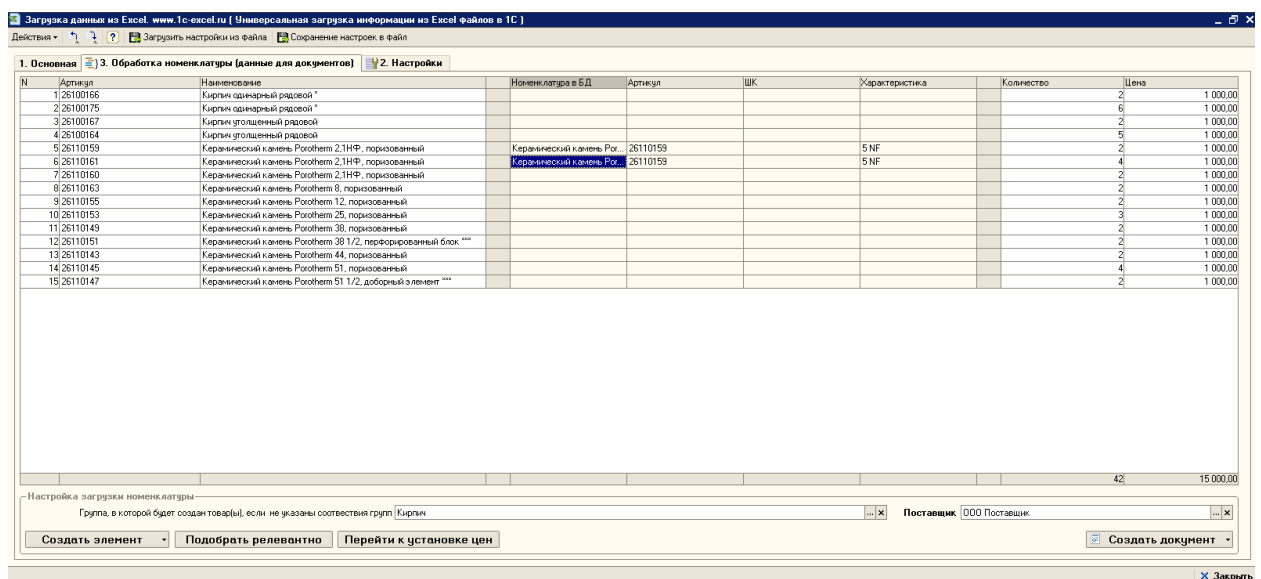 Загрузка данных из Excel. www.1c-excel.ru ( Универсальная загрузка информации из Excel файлов в 1С )
Действия ? Загрузить настройки из файла Сохранение настроек в файл
1. Основная 3. Обработка номенклатуры (данные для документов) 2. Настройки
N Артикул Наименование Номенклатура в БД Артикул ШК Характеристика Количество Цена
1 26100166 Кирпич одинарный рядовой * 2 1 000,00
2 26100175 Кирпич одинарный рядовой * 6 1 000,00
3 26100167 Кирпич утолщенный рядовой 2 1 000,00
4 26100164 Кирпич утолщенный рядовой 5 1 000,00
5 26110159 Керамический камень Porotherm 2,1НФ, поризованный Керамический камень Por... 26110159 5 NF 2 1 000,00
6 26110161 Керамический камень Porotherm 2,1НФ, поризованный Керамический камень Por... 26110159 5 NF 4 1 000,00
7 26110160 Керамический камень Porotherm 2,1НФ, поризованный 2 1 000,00
8 26110163 Керамический камень Porotherm 8, поризованный 2 1 000,00
9 26110155 Керамический камень Porotherm 12, поризованный 2 1 000,00
10 26110153 Керамический камень Porotherm 25, поризованный 3 1 000,00
11 26110149 Керамический камень Porotherm 38, поризованный 2 1 000,00
12 26110151 Керамический камень Porotherm 38 1/2, перфорированный блок *** 2 1 000,00
13 26110143 Керамический камень Porotherm 44, поризованный 2 1 000,00
14 26110145 Керамический камень Porotherm 51, поризованный 4 1 000,00
15 26110147 Керамический камень Porotherm 51 1/2, доборный элемент *** 2 1 000,00
42 15 000,00
Настройка загрузки номенклатуры
Группа, в которой будет создан товар(ы), если не указаны соотвествия групп Кирпич ... x Поставщик ООО Поставщик ... x
Создать элемент Подобрать релевантно Перейти к установке цен Создать документ
Закрыть